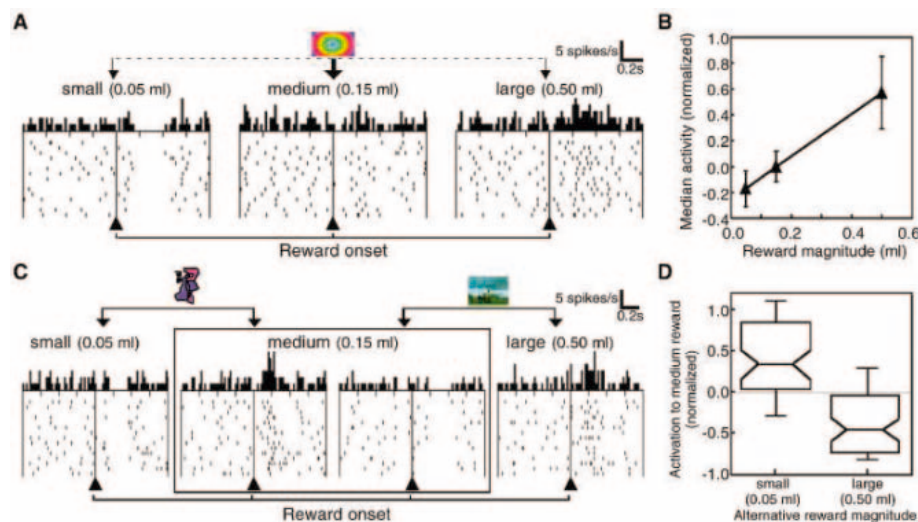 A
5 spikes/s
0.2s
small (0.05 ml) medium (0.15 ml) large (0.50 ml)
Reward onset
B
Median activity (normalized)
1.0
0.8
0.6
0.4
0.2
0.0
-0.2
-0.4
0 0.2 0.4 0.6
Reward magnitude (ml)
C
5 spikes/s
0.2s
small (0.05 ml) medium (0.15 ml) large (0.50 ml)
Reward onset
D
Activation to medium reward
(normalized)
1.0
0.5
0.0
-0.5
-1.0
small large
(0.05 ml) (0.50 ml)
Alternative reward magnitude